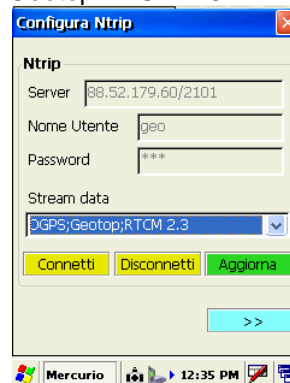 Configura Ntrip
Ntrip
Server 88.52.179.60/2101
Nome Utente geo
Password ***
Stream data
DGPS;Geotop;RTCM 2.3
Connetti Disconnetti Aggiorna
>>
Mercurio 12:35 PM